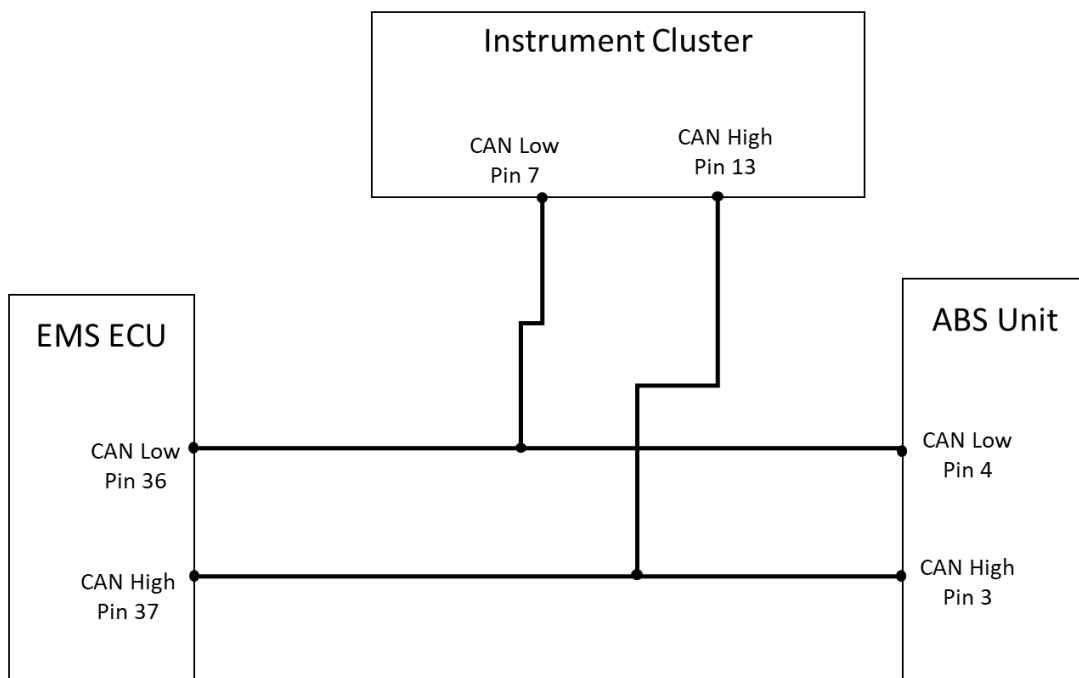 Instrument Cluster
CAN Low
Pin 7
CAN High
Pin 13
EMS ECU
CAN Low
Pin 36
CAN High
Pin 37
ABS Unit
CAN Low
Pin 4
CAN High
Pin 3